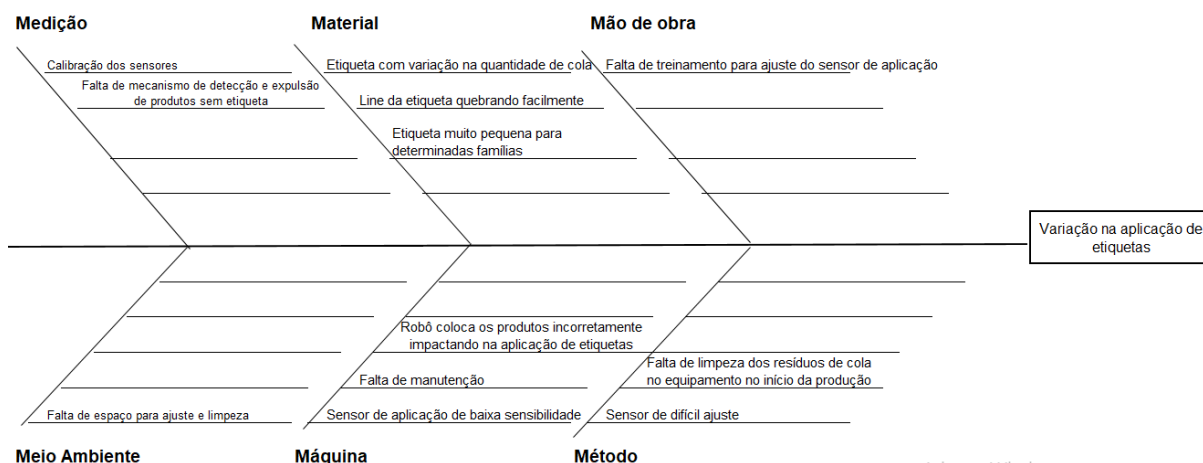 Medição
Material
Mão de obra
Calibração dos sensores
Etiqueta com variação na quantidade de cola
Falta de treinamento para ajuste do sensor de aplicação
Falta de mecanismo de detecção e expulsão
de produtos sem etiqueta
Line da etiqueta quebrando facilmente
Etiqueta muito pequena para
determinadas famílias
Variação na aplicação de
etiquetas
Robô coloca os produtos incorretamente
impactando na aplicação de etiquetas
Falta de limpeza dos resíduos de cola
no equipamento no início da produção
Falta de manutenção
Falta de espaço para ajuste e limpeza
Sensor de aplicação de baixa sensibilidade
Sensor de difícil ajuste
Meio Ambiente
Máquina
Método